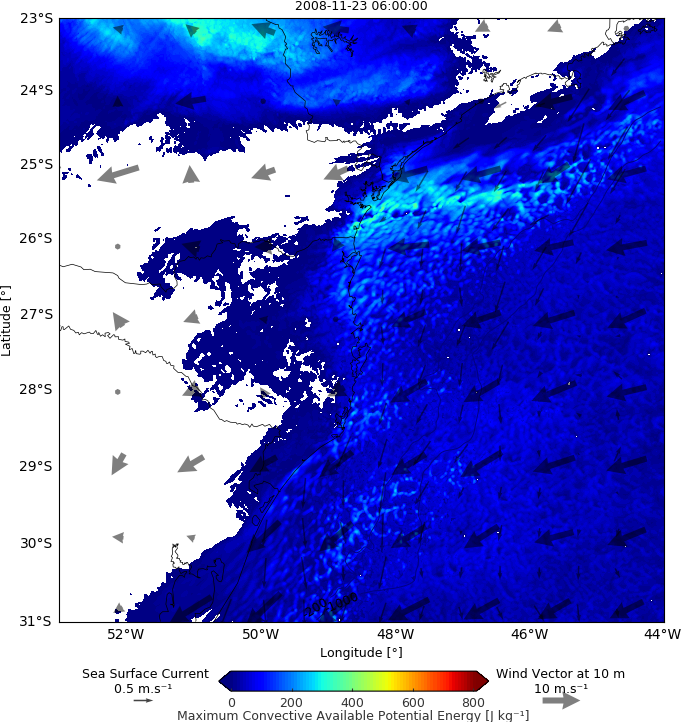 2008-11-23 06:00:00
23°S
24°S
25°S
26°S
27°S
28°S
29°S
30°S
31°S
Latitude [°]
52°W 50°W 48°W 46°W 44°W
Longitude [°]
Sea Surface Current
0.5 m.s⁻¹
Wind Vector at 10 m
10 m.s⁻¹
0 200 400 600 800
Maximum Convective Available Potential Energy [J kg⁻¹]